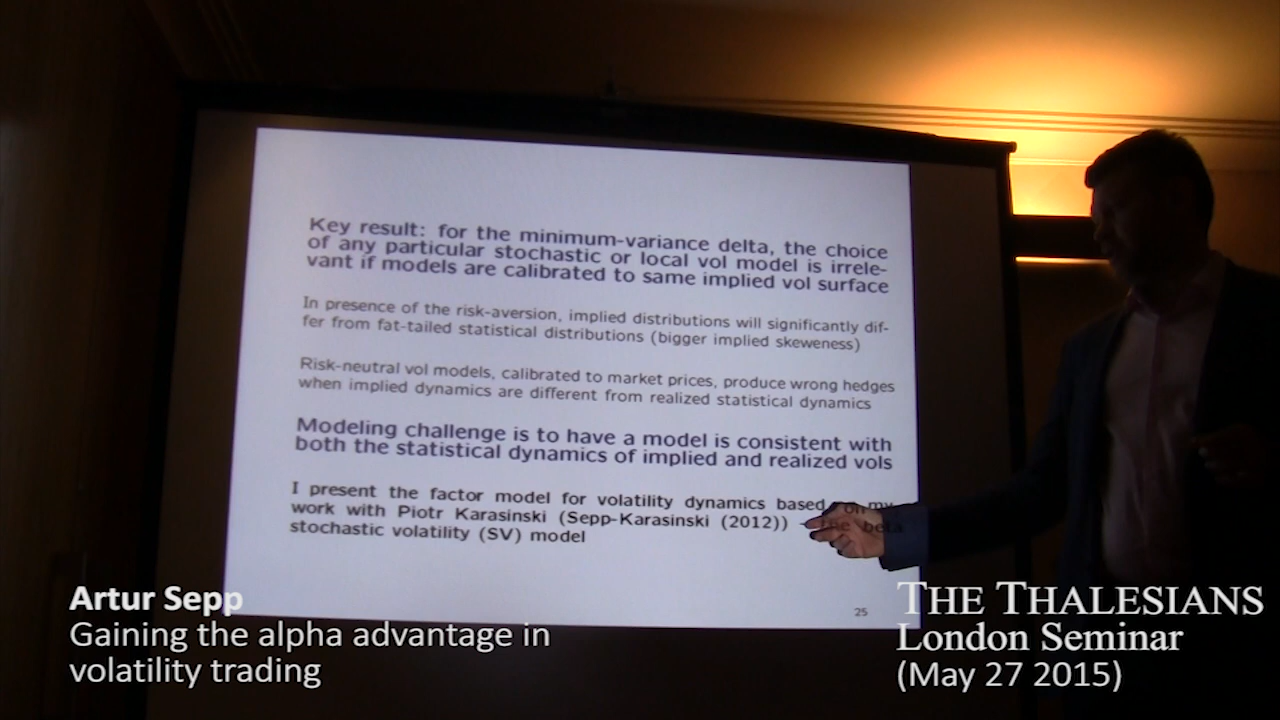 Key result: for the minimum-variance delta, the choice
of any particular stochastic or local vol model is irrele-
vant if models are calibrated to same implied vol surface
In presence of the risk-aversion, implied distributions will significantly dif-
fer from fat-tailed statistical distributions (bigger implied skeweness)
Risk-neutral vol models, calibrated to market prices, produce wrong hedges
when implied dynamics are different from realized statistical dynamics
Modeling challenge is to have a model is consistent with
both the statistical dynamics of implied and realized vols
I present the factor model for volatility dynamics based on my
work with Piotr Karasinski (Sepp-Karasinski (2012)) - the beta
stochastic volatility (SV) model
25
Artur Sepp
Gaining the alpha advantage in
volatility trading
THE THALESIANS
London Seminar
(May 27 2015)